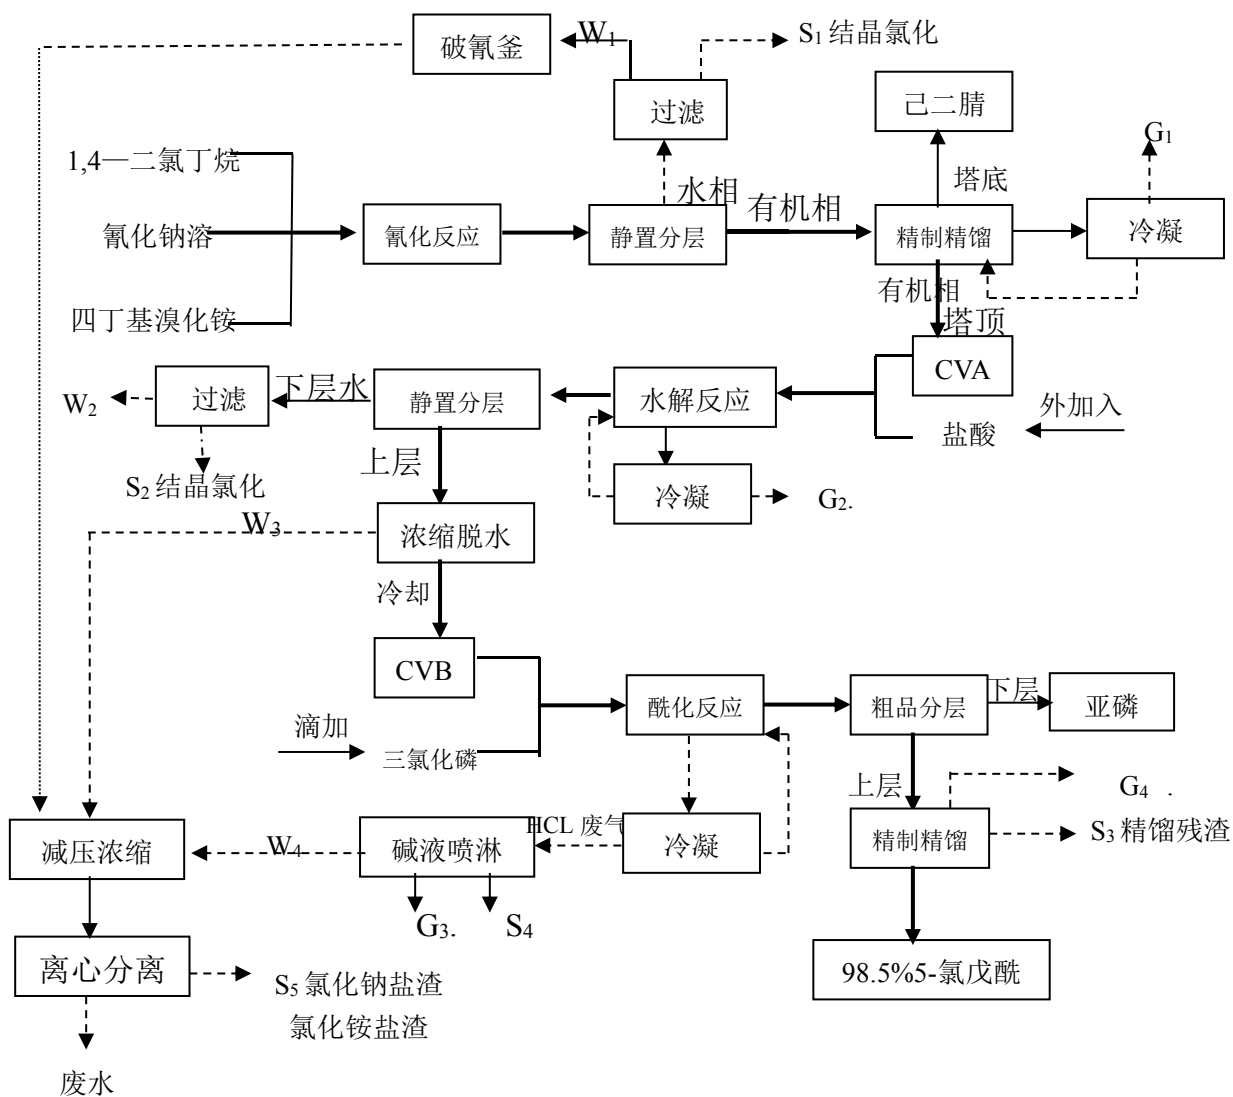 破氰釜
W1
S1 结晶氯化
过滤
己二腈
G1
1,4—二氯丁烷
水相
有机相
塔底
氰化钠溶
氰化反应
静置分层
精制精馏
冷凝
四丁基溴化铵
有机相
塔顶
CVA
W2
过滤
下层水
静置分层
水解反应
外加入
盐酸
上层
S2 结晶氯化
冷凝
G2.
W3
浓缩脱水
冷却
CVB
酰化反应
粗品分层
下层
亚磷
滴加
三氯化磷
上层
G4 .
HCL 废气
S3 精馏残渣
减压浓缩
W4
碱液喷淋
冷凝
精制精馏
G3.
S4
离心分离
S5 氯化钠盐渣
氯化铵盐渣
98.5%5-氯戊酰
废水